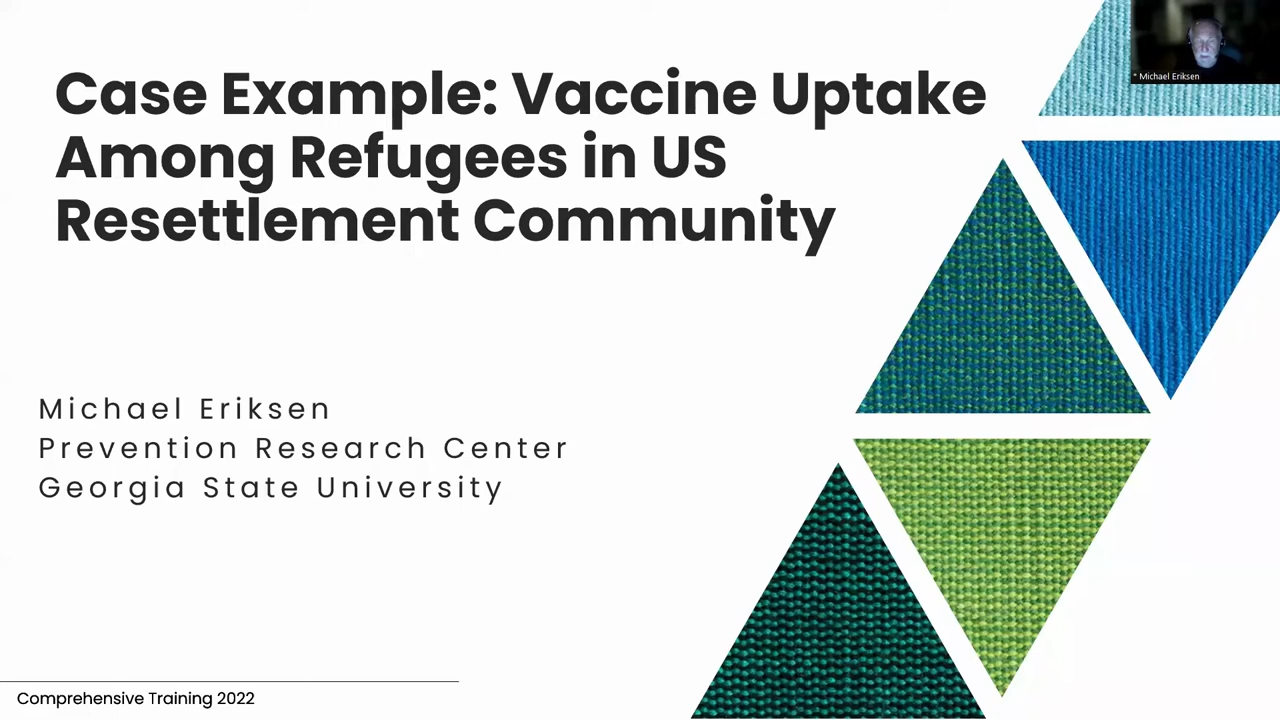 Case Example: Vaccine Uptake
Among Refugees in US
Resettlement Community
* Michael Eriksen
Michael Eriksen
Prevention Research Center
Georgia State University
Comprehensive Training 2022